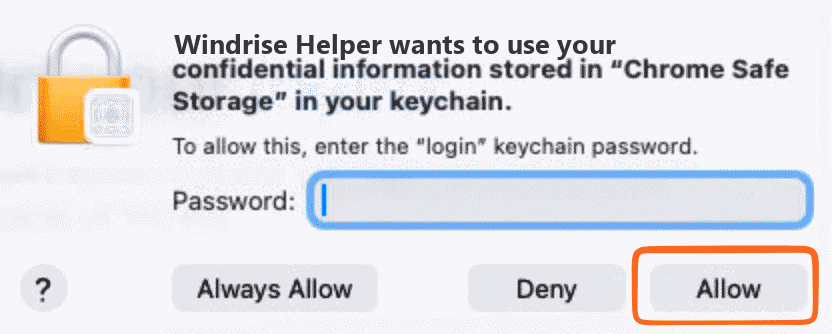 Windrise Helper wants to use your
confidential information stored in “Chrome Safe
Storage” in your keychain.
To allow this, enter the “login” keychain password.
Password:
? Always Allow Deny Allow